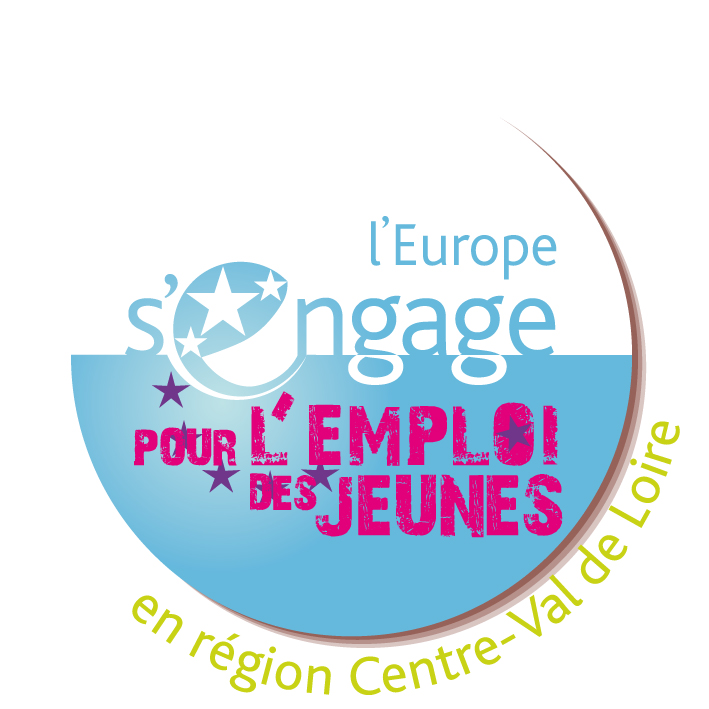 l'Europe
s'engage
POUR L'EMPLOI
DES JEUNES
en région Centre-Val de Loire